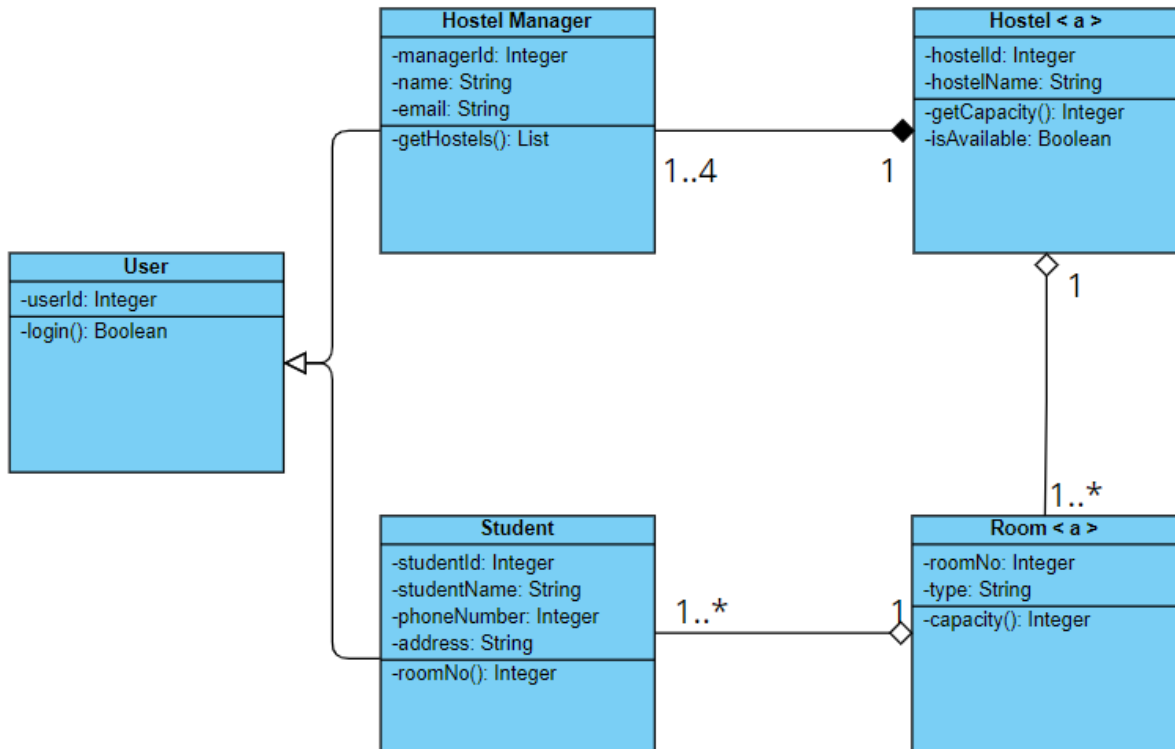 Hostel Manager
-managerId: Integer
-name: String
-email: String
-getHostels(): List
Hostel < a >
-hostelId: Integer
-hostelName: String
-getCapacity(): Integer
-isAvailable: Boolean
1..4
1
User
-userId: Integer
-login(): Boolean
1
1..*
Student
-studentId: Integer
-studentName: String
-phoneNumber: Integer
-address: String
-roomNo(): Integer
1..*
1
Room < a >
-roomNo: Integer
-type: String
-capacity(): Integer